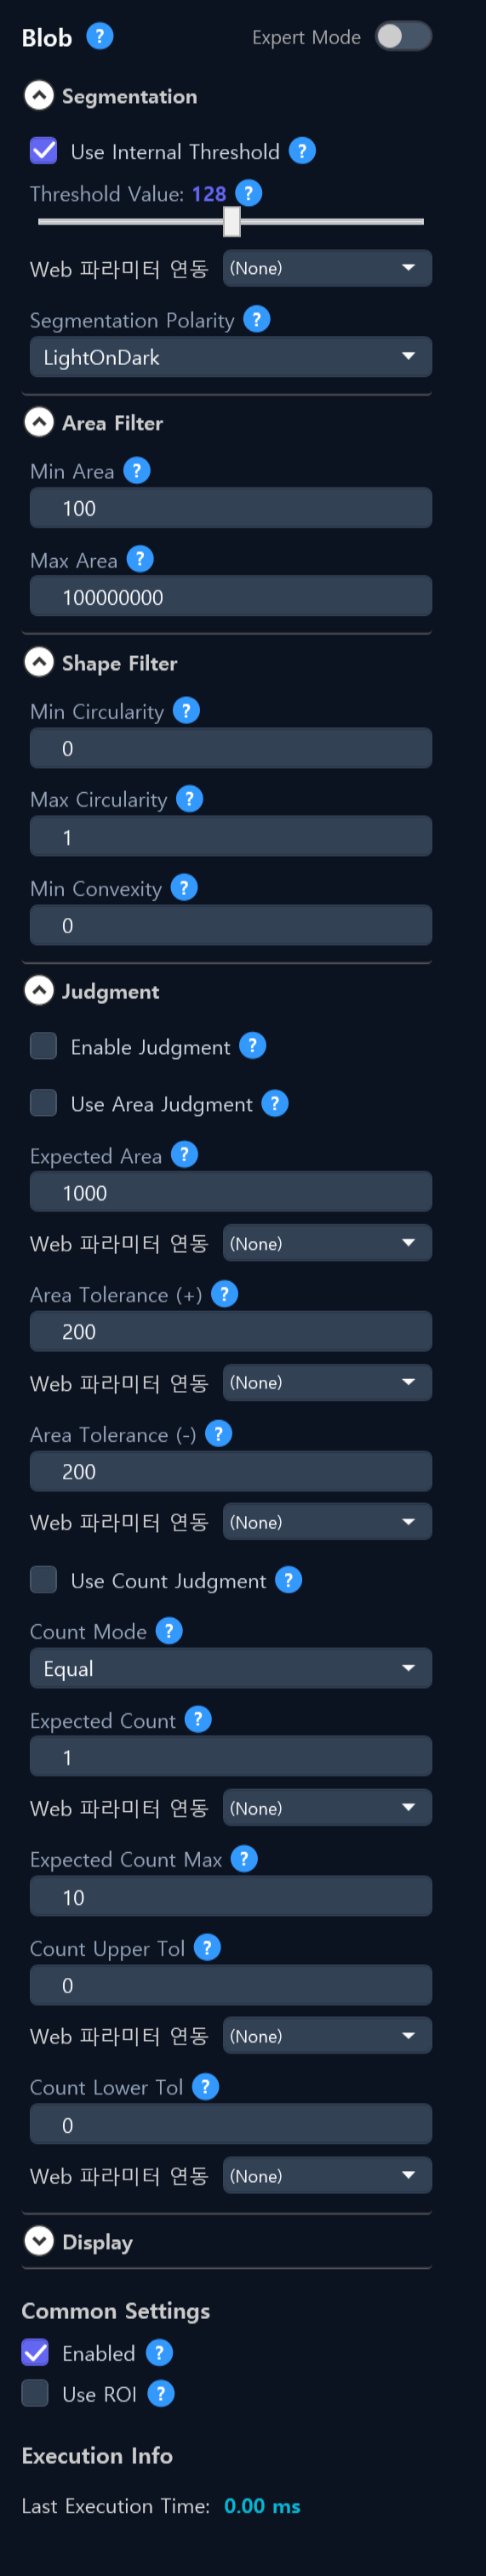 Blob ? Expert Mode
Segmentation
Use Internal Threshold ?
Threshold Value: 128 ?
Web 파라미터 연동 (None)
Segmentation Polarity ?
LightOnDark
Area Filter
Min Area ?
100
Max Area ?
100000000
Shape Filter
Min Circularity ?
0
Max Circularity ?
1
Min Convexity ?
0
Judgment
Enable Judgment ?
Use Area Judgment ?
Expected Area ?
1000
Web 파라미터 연동 (None)
Area Tolerance (+) ?
200
Web 파라미터 연동 (None)
Area Tolerance (-) ?
200
Web 파라미터 연동 (None)
Use Count Judgment ?
Count Mode ?
Equal
Expected Count ?
1
Web 파라미터 연동 (None)
Expected Count Max ?
10
Count Upper Tol ?
0
Web 파라미터 연동 (None)
Count Lower Tol ?
0
Web 파라미터 연동 (None)
Display
Common Settings
Enabled ?
Use ROI ?
Execution Info
Last Execution Time: 0.00 ms